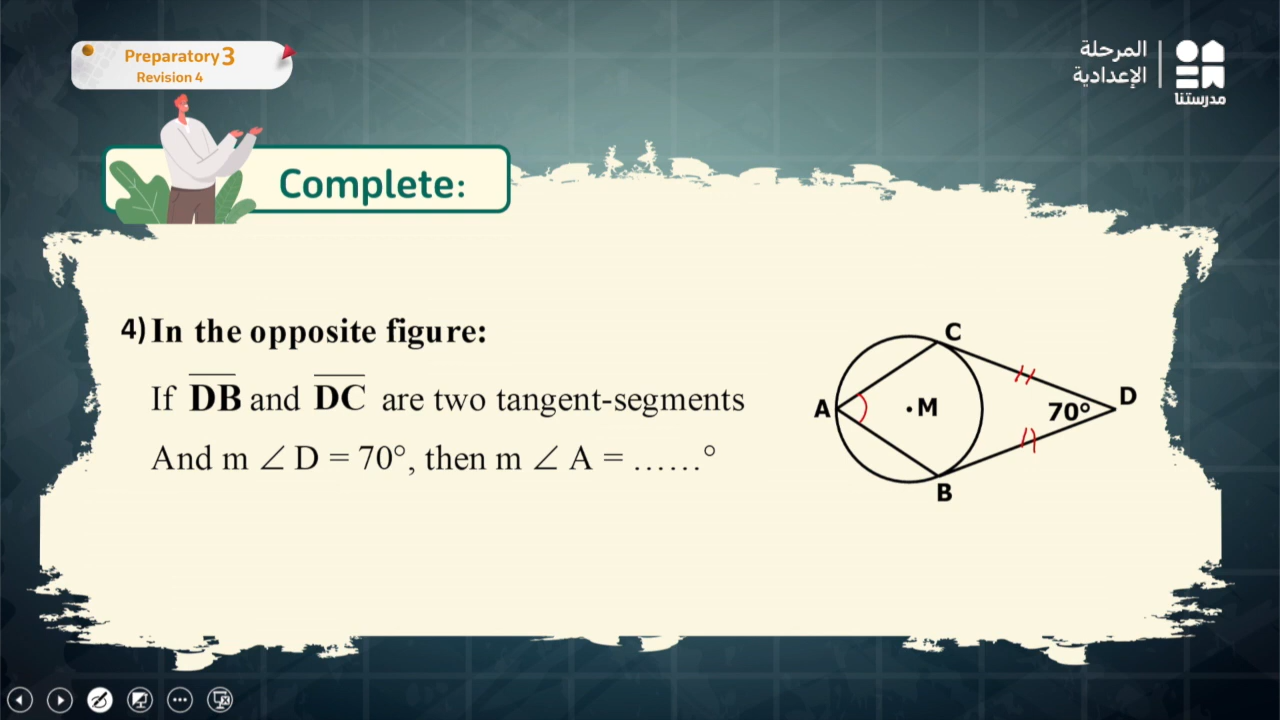 Preparatory 3
Revision 4
المرحلة
الإعدادية
مدرستنا
Complete:
4) In the opposite figure:
If DB and DC are two tangent-segments
And m ∠ D = 70°, then m ∠ A = ......°
C
D
70°
A
M
B